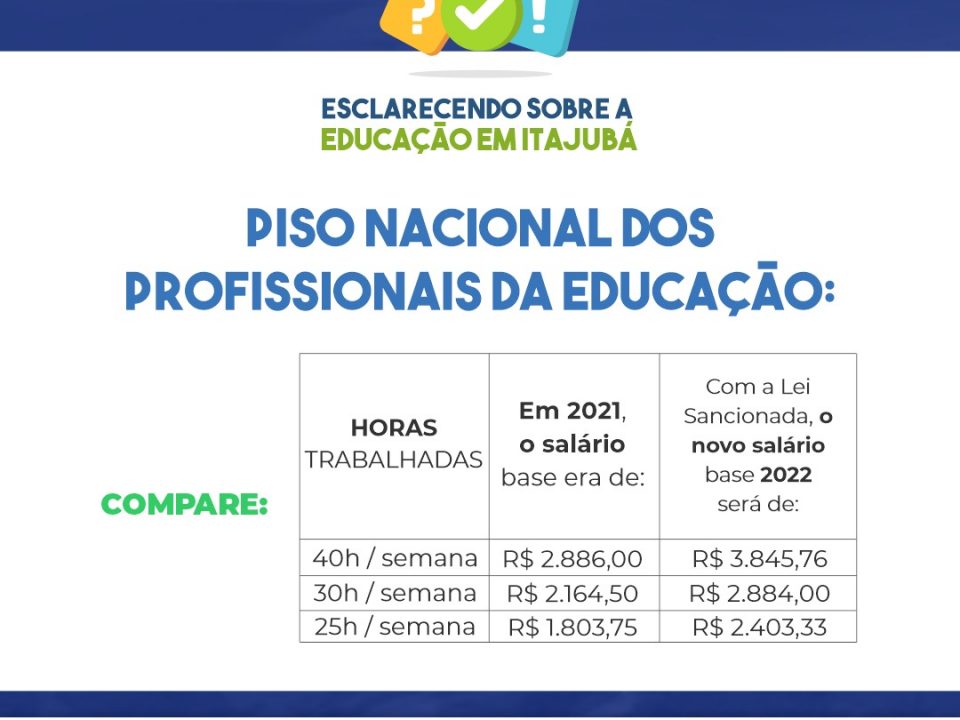 ? !
ESCLARECENDO SOBRE A
EDUCAÇÃO EM ITAJUBÁ
PISO NACIONAL DOS
PROFISSIONAIS DA EDUCAÇÃO:
COMPARE:
HORAS
TRABALHADAS
Em 2021,
o salário
base era de:
Com a Lei
Sancionada, o
novo salário
base 2022
será de:
40h / semana R$ 2.886,00 R$ 3.845,76
30h / semana R$ 2.164,50 R$ 2.884,00
25h / semana R$ 1.803,75 R$ 2.403,33